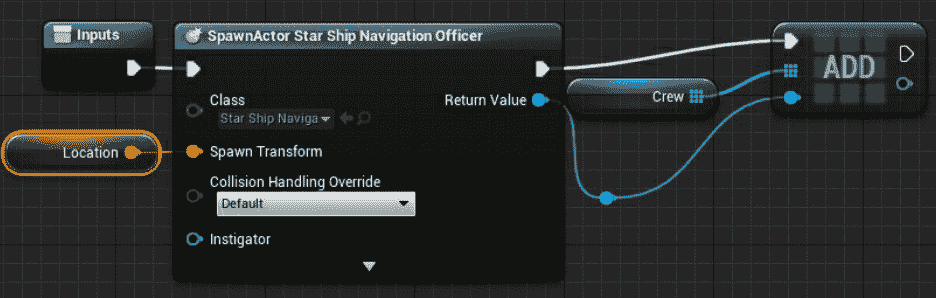 Inputs
SpawnActor Star Ship Navigation Officer
Class
Star Ship Naviga
Return Value
Location
Spawn Transform
Collision Handling Override
Default
Instigator
Crew
ADD